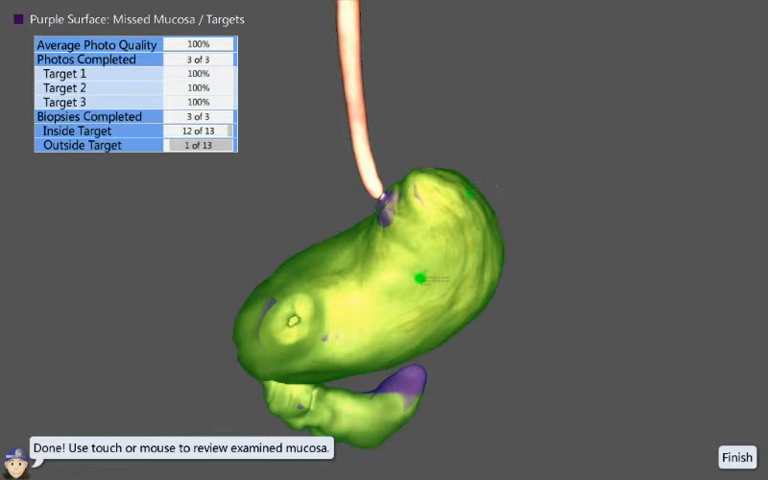 Purple Surface: Missed Mucosa / Targets
Average Photo Quality 100%
Photos Completed 3 of 3
Target 1 100%
Target 2 100%
Target 3 100%
Biopsies Completed 3 of 3
Inside Target 12 of 13
Outside Target 1 of 13
Done! Use touch or mouse to review examined mucosa.
Finish